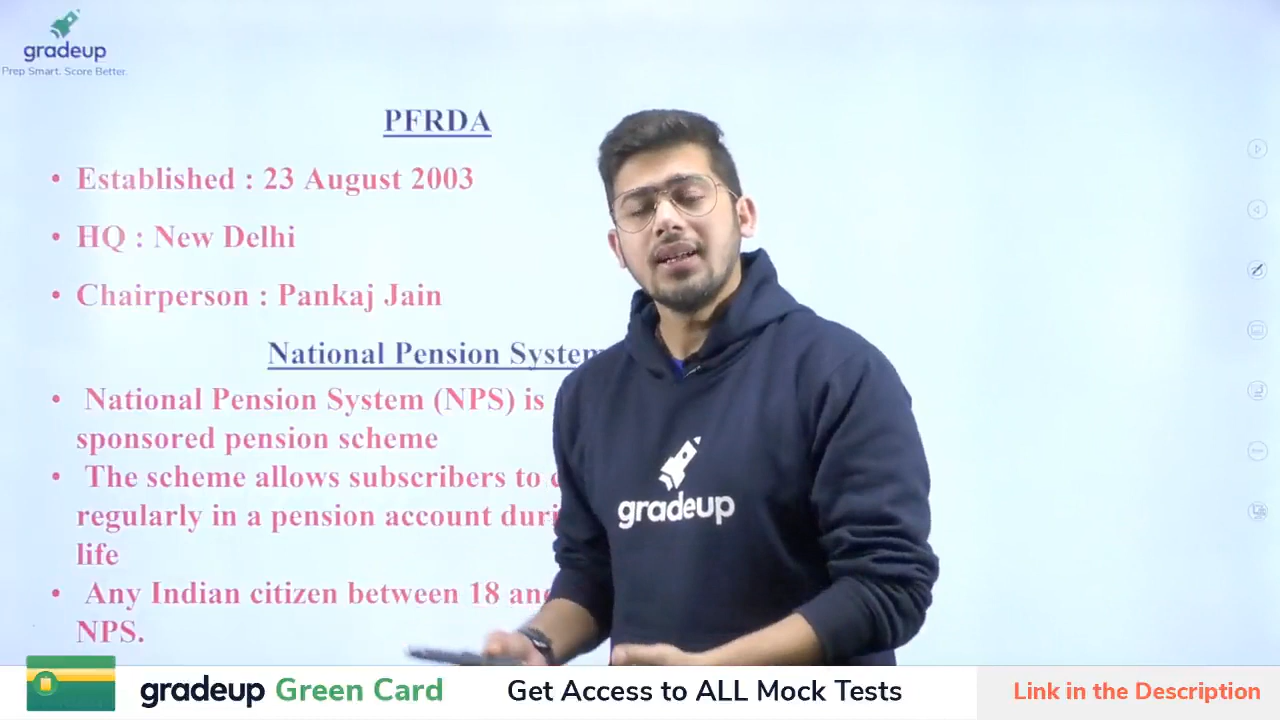 gradeup
Prep Smart. Score Better.
PFRDA
• Established : 23 August 2003
• HQ : New Delhi
• Chairperson : Pankaj Jain
National Pension System
• National Pension System (NPS) is
sponsored pension scheme
• The scheme allows subscribers to
regularly in a pension account
life
• Any Indian citizen between 18
NPS.
gradeup
gradeup Green Card
Get Access to ALL Mock Tests
Link in the Description